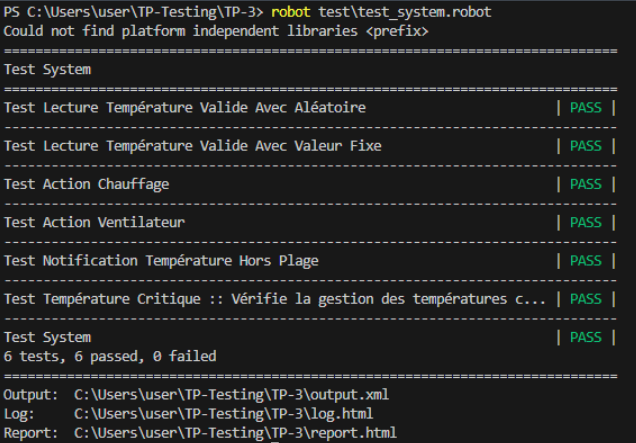 PS C:\Users\user\TP-Testing\TP-3> robot test\test_system.robot
Could not find platform independent libraries <prefix>
==============================================================================
Test System
==============================================================================
Test Lecture Température Valide Avec Aléatoire                        | PASS |
------------------------------------------------------------------------------
Test Lecture Température Valide Avec Valeur Fixe                      | PASS |
------------------------------------------------------------------------------
Test Action Chauffage                                                 | PASS |
------------------------------------------------------------------------------
Test Action Ventilateur                                               | PASS |
------------------------------------------------------------------------------
Test Notification Température Hors Plage                              | PASS |
------------------------------------------------------------------------------
Test Température Critique :: Vérifie la gestion des températures c... | PASS |
------------------------------------------------------------------------------
Test System                                                           | PASS |
6 tests, 6 passed, 0 failed
==============================================================================
Output:  C:\Users\user\TP-Testing\TP-3\output.xml
Log:     C:\Users\user\TP-Testing\TP-3\log.html
Report:  C:\Users\user\TP-Testing\TP-3\report.html